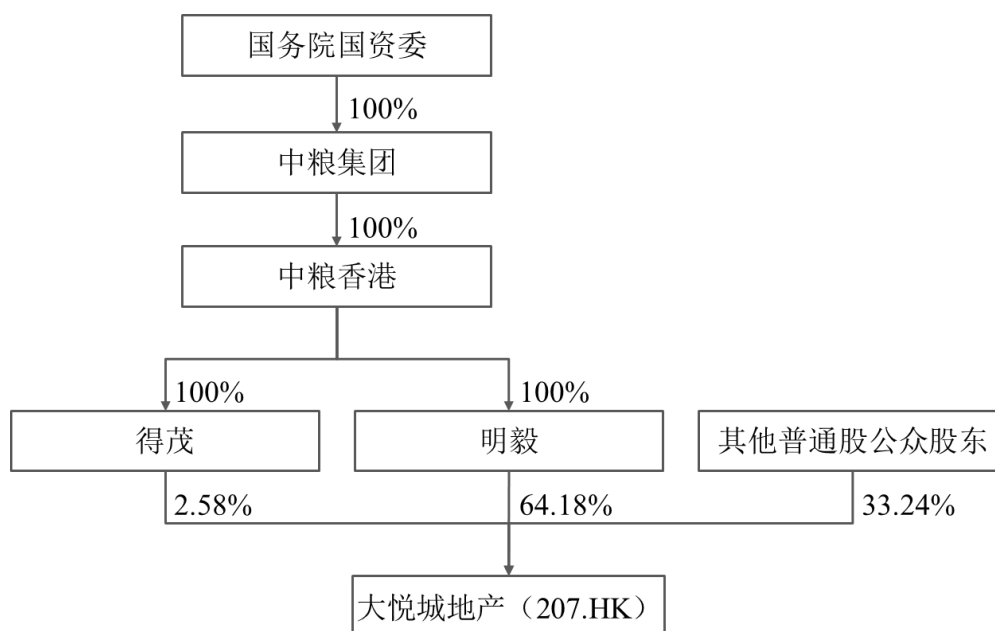 国务院国资委
100%
中粮集团
100%
中粮香港
100%
100%
得茂
明毅
其他普通股公众股东
2.58%
64.18%
33.24%
大悦城地产（207.HK）